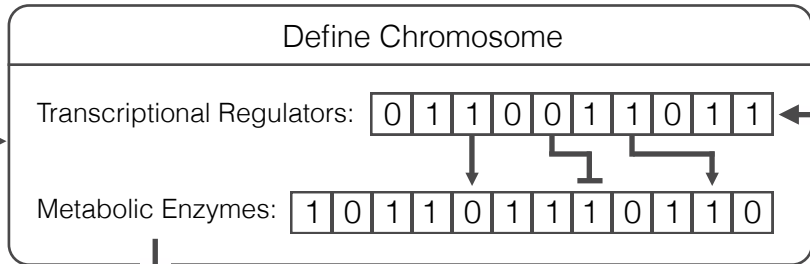 Define Chromosome
Transcriptional Regulators: 0 1 1 0 0 1 1 0 1 1
Metabolic Enzymes: 1 0 1 1 0 1 1 1 0 1 1 0